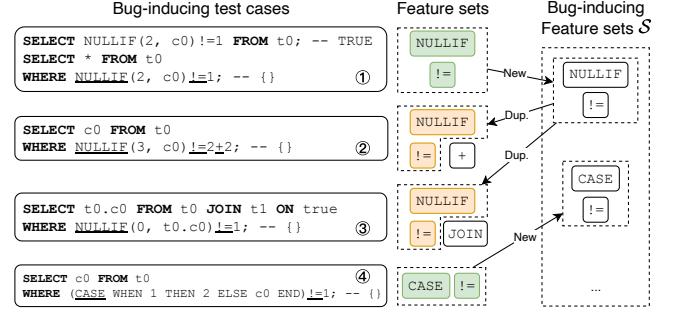 Bug-inducing test cases
Feature sets
Bug-inducing
Feature sets S
SELECT NULLIF(2, c0)!=1 FROM t0; -- TRUE
SELECT * FROM t0
WHERE NULLIF(2, c0)!=1; -- {}
①
NULLIF
!=
New
NULLIF
!=
SELECT c0 FROM t0
WHERE NULLIF(3, c0)!=2+2; -- {}
②
NULLIF
!=
+
Dup.
Dup.
SELECT t0.c0 FROM t0 JOIN t1 ON true
WHERE NULLIF(0, t0.c0)!=1; -- {}
③
NULLIF
!=
JOIN
CASE
!=
New
SELECT c0 FROM t0
WHERE (CASE WHEN 1 THEN 2 ELSE c0 END)!=1; -- {}
④
CASE
!=
...